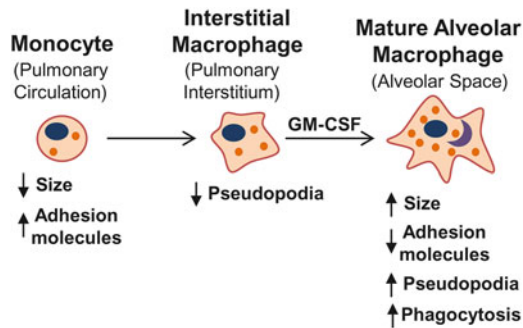 Monocyte
(Pulmonary
Circulation)
↓ Size
↑ Adhesion
molecules
Interstitial
Macrophage
(Pulmonary
Interstitium)
↓ Pseudopodia
GM-CSF
Mature Alveolar
Macrophage
(Alveolar Space)
↑ Size
↓ Adhesion
molecules
↑ Pseudopodia
↑ Phagocytosis